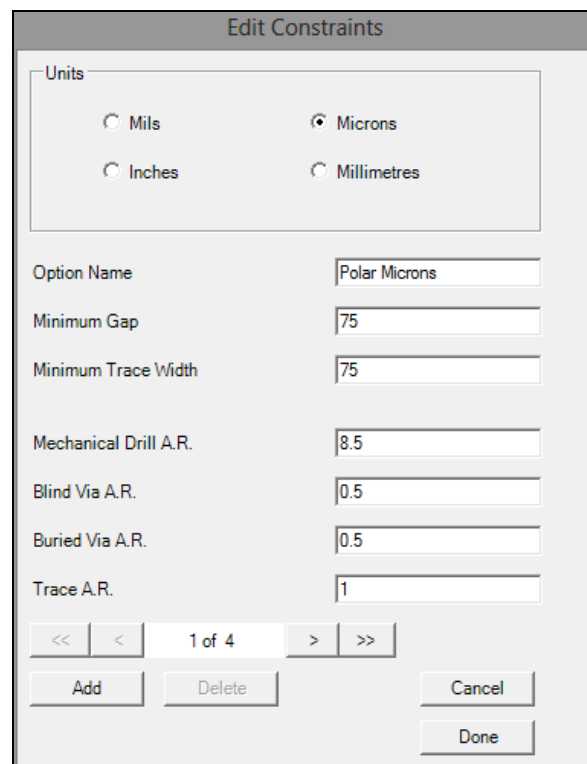 Edit Constraints
Units
Mils
Microns
Inches
Millimetres
Option Name
Polar Microns
Minimum Gap
75
Minimum Trace Width
75
Mechanical Drill A.R.
8.5
Blind Via A.R.
0.5
Buried Via A.R.
0.5
Trace A.R.
1
<< < 1 of 4 > >>
Add Delete Cancel
Done